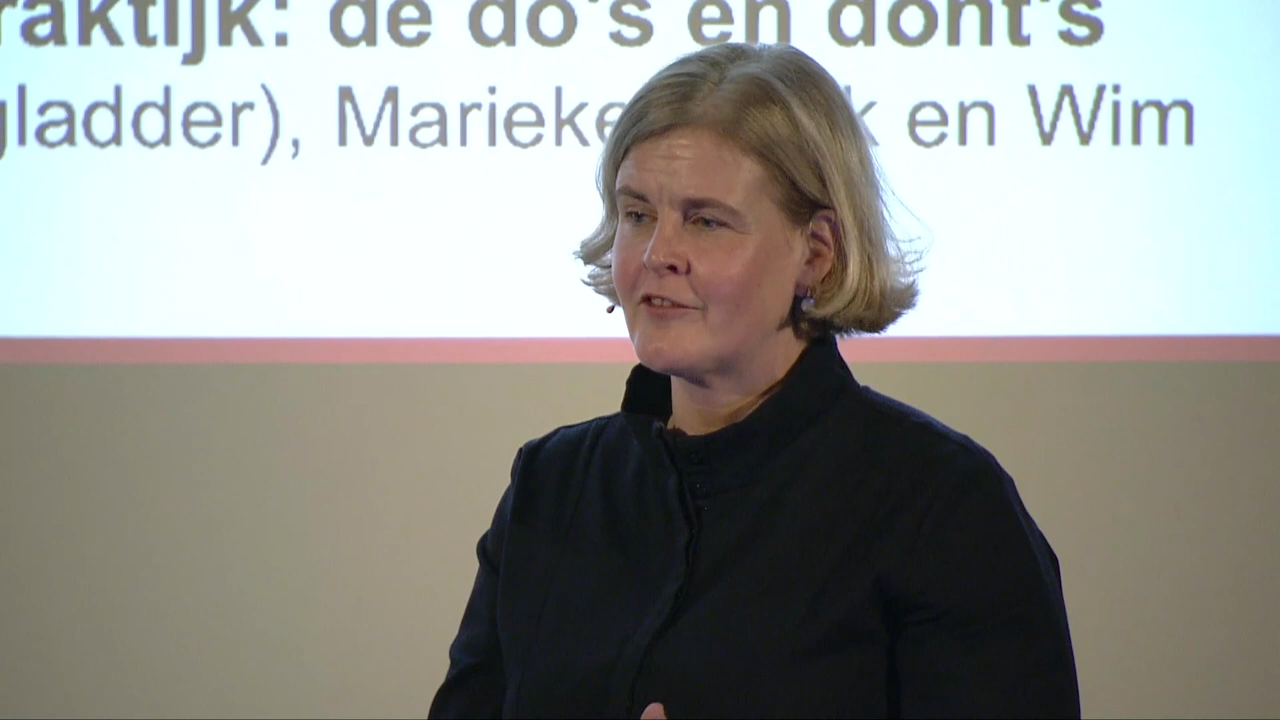 raktijk: de do's en dont's
gladder), Marieke k en Wim